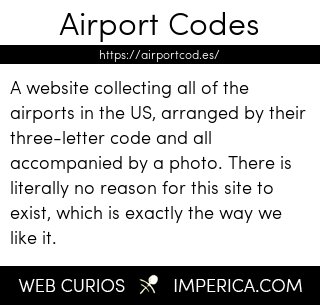 Airport Codes
https://airportcod.es/
A website collecting all of the
airports in the US, arranged by their
three-letter code and all
accompanied by a photo. There is
literally no reason for this site to
exist, which is exactly the way we
like it.
WEB CURIOS IMPERICA.COM